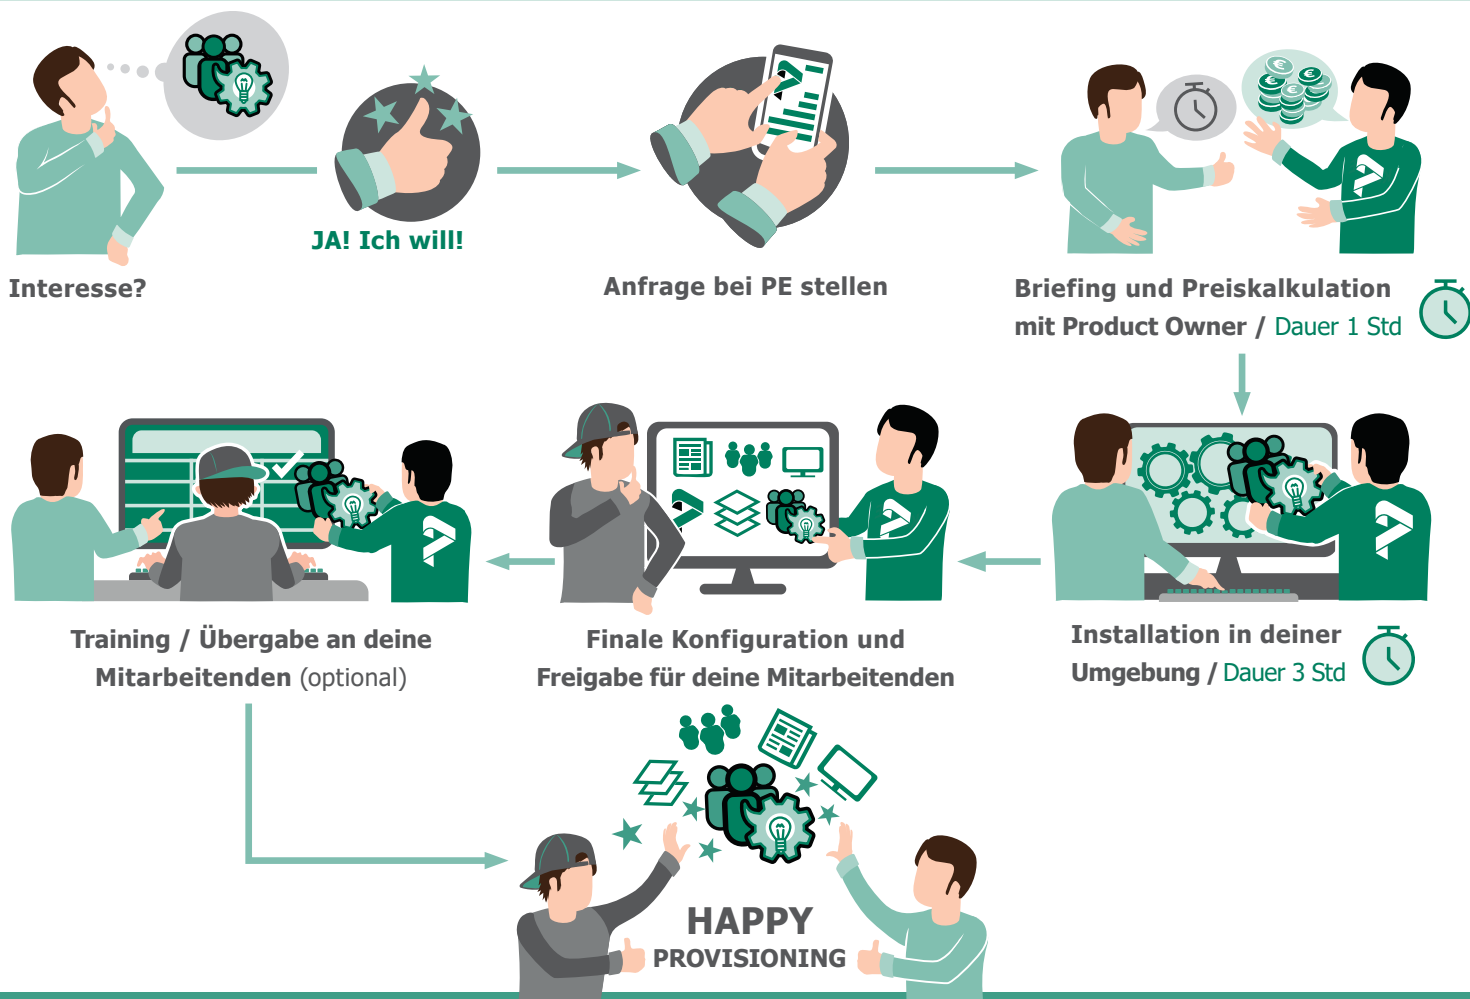 JA! Ich will!
Interesse?
Anfrage bei PE stellen
Briefing und Preiskalkulation
mit Product Owner / Dauer 1 Std
Installation in deiner
Umgebung / Dauer 3 Std
Finale Konfiguration und
Freigabe für deine Mitarbeitenden
Training / Übergabe an deine
Mitarbeitenden (optional)
HAPPY
PROVISIONING